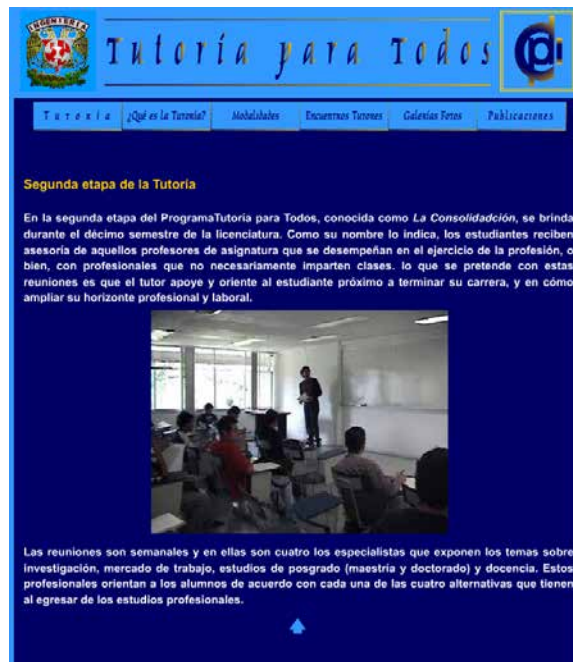 INGENIERIA
Tutoría para Todos
Tutoría ¿Qué es la Tutoría? Modalidades Encuentros Tutores Galerías Fotos Publicaciones
Segunda etapa de la Tutoría
En la segunda etapa del ProgramaTutoría para Todos, conocida como La Consolidadción, se brinda
durante el décimo semestre de la licenciatura. Como su nombre lo indica, los estudiantes reciben
asesoría de aquellos profesores de asignatura que se desempeñan en el ejercicio de la profesión, o
bien, con profesionales que no necesariamente imparten clases. lo que se pretende con estas
reuniones es que el tutor apoye y oriente al estudiante próximo a terminar su carrera, y en cómo
ampliar su horizonte profesional y laboral.
Las reuniones son semanales y en ellas son cuatro los especialistas que exponen los temas sobre
investigación, mercado de trabajo, estudios de posgrado (maestría y doctorado) y docencia. Estos
profesionales orientan a los alumnos de acuerdo con cada una de las cuatro alternativas que tienen
al egresar de los estudios profesionales.